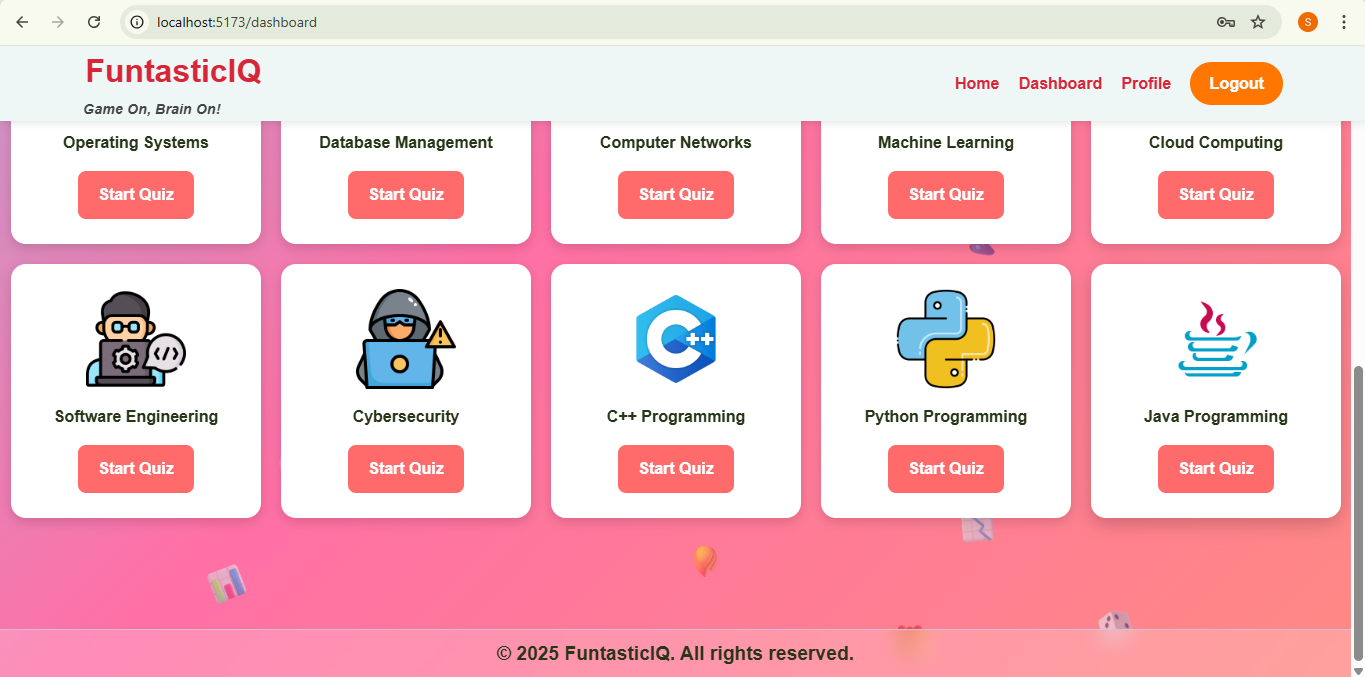 localhost:5173/dashboard
S
FuntasticIQ
Game On, Brain On!
Home Dashboard Profile Logout
Operating Systems Database Management Computer Networks Machine Learning Cloud Computing
Start Quiz Start Quiz Start Quiz Start Quiz Start Quiz
</> C++
Software Engineering Cybersecurity C++ Programming Python Programming Java Programming
Start Quiz Start Quiz Start Quiz Start Quiz Start Quiz
© 2025 FuntasticIQ. All rights reserved.